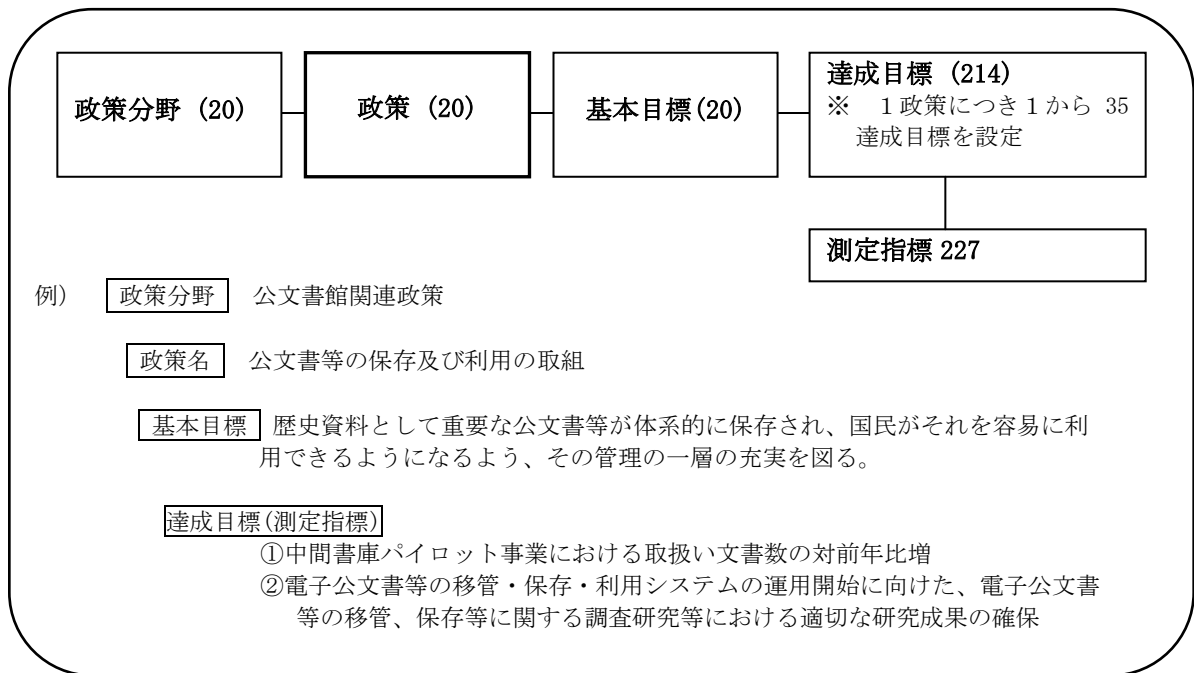 政策分野 (20)
政策 (20)
基本目標(20)
達成目標 (214)
※ 1政策につき1から 35
達成目標を設定
測定指標 227
例） 政策分野 公文書館関連政策
政策名 公文書等の保存及び利用の取組
基本目標 歴史資料として重要な公文書等が体系的に保存され、国民がそれを容易に利
用できるようになるよう、その管理の一層の充実を図る。
達成目標(測定指標)
①中間書庫パイロット事業における取扱い文書数の対前年比増
②電子公文書等の移管・保存・利用システムの運用開始に向けた、電子公文書
等の移管、保存等に関する調査研究等における適切な研究成果の確保